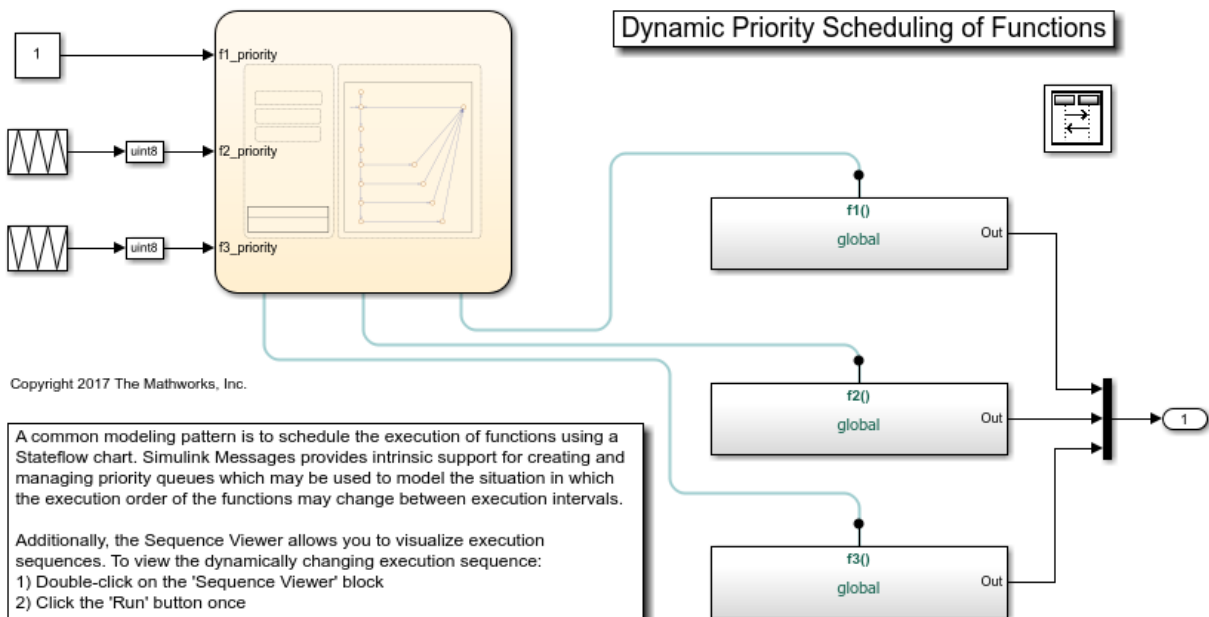 Dynamic Priority Scheduling of Functions
1
f1_priority
uint8
f2_priority
uint8
f3_priority
f1()
global
Out
f2()
global
Out
1
f3()
global
Out
Copyright 2017 The Mathworks, Inc.
A common modeling pattern is to schedule the execution of functions using a
Stateflow chart. Simulink Messages provides intrinsic support for creating and
managing priority queues which may be used to model the situation in which
the execution order of the functions may change between execution intervals.
Additionally, the Sequence Viewer allows you to visualize execution
sequences. To view the dynamically changing execution sequence:
1) Double-click on the 'Sequence Viewer' block
2) Click the 'Run' button once